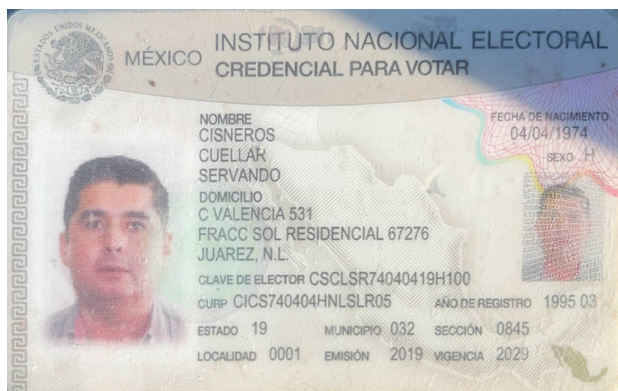 ESTADOS UNIDOS MEXICANOS
MÉXICO
INSTITUTO NACIONAL ELECTORAL
CREDENCIAL PARA VOTAR
NOMBRE
CISNEROS
CUELLAR
SERVANDO
FECHA DE NACIMIENTO
04/04/1974
SEXO H
DOMICILIO
C VALENCIA 531
FRACC SOL RESIDENCIAL 67276
JUAREZ, N.L.
CLAVE DE ELECTOR CSCLSR74040419H100
CURP CICS740404HNLSLR05 AÑO DE REGISTRO 1995 03
ESTADO 19 MUNICIPIO 032 SECCIÓN 0845
LOCALIDAD 0001 EMISIÓN 2019 VIGENCIA 2029